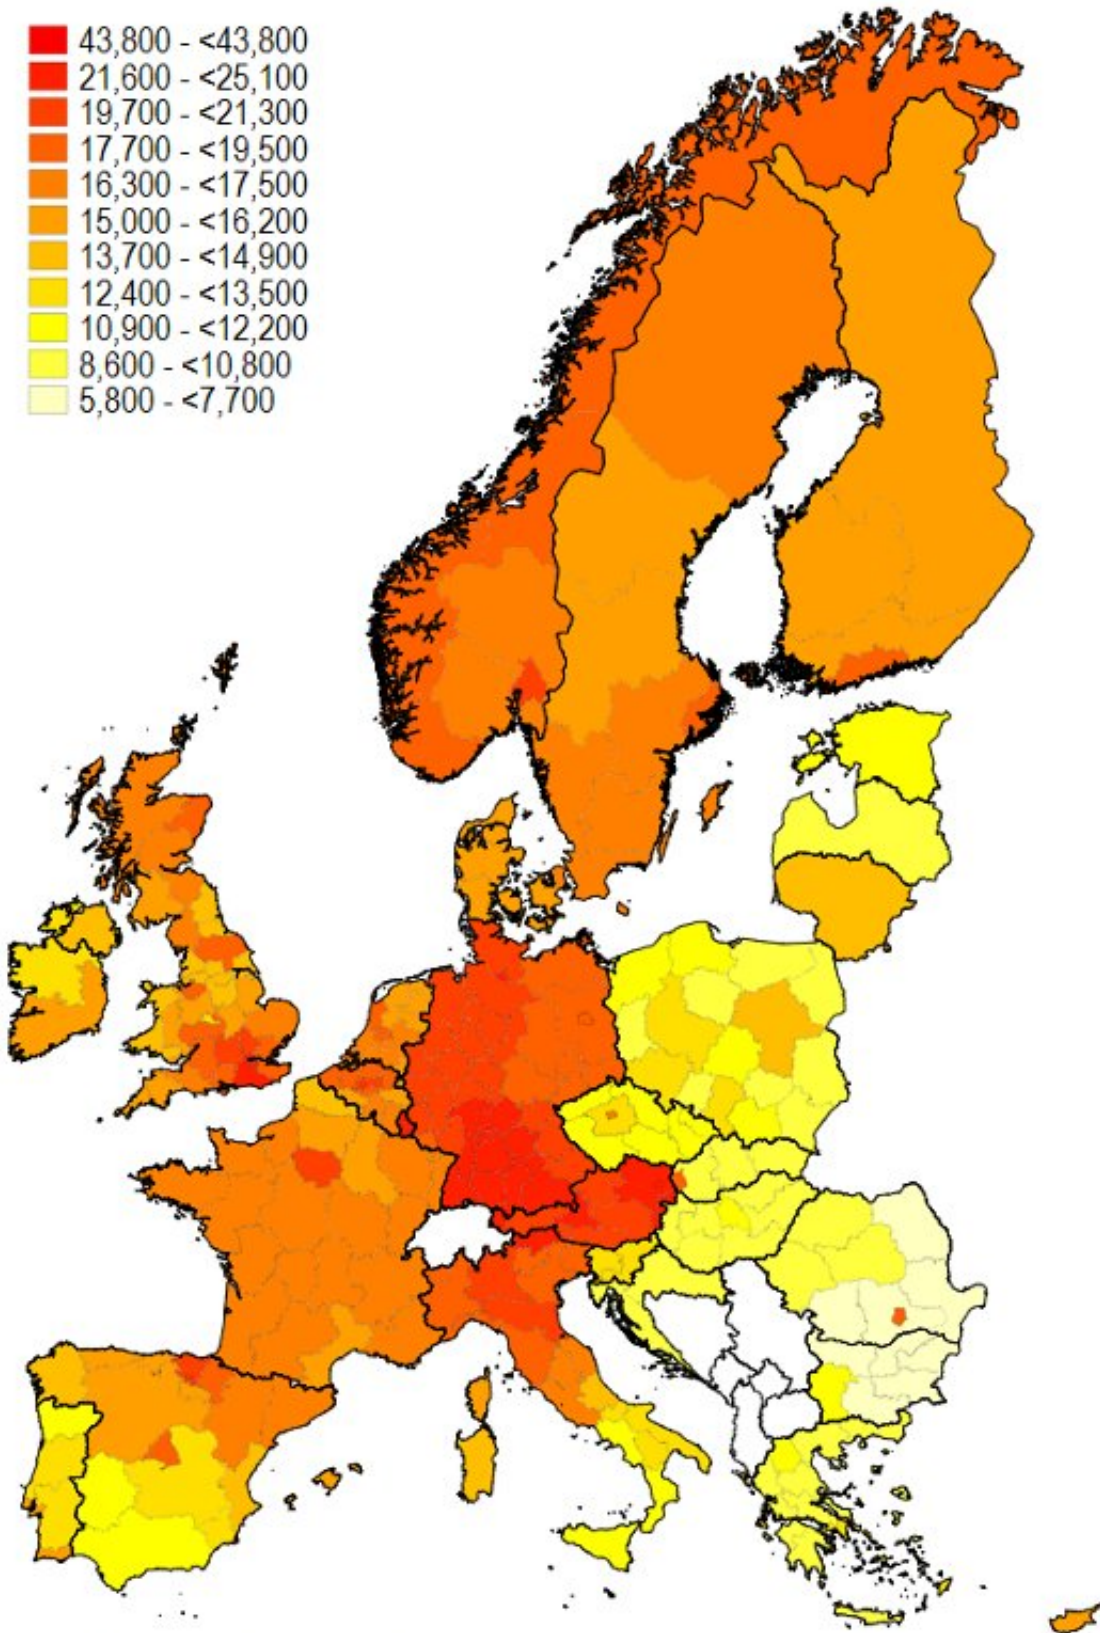 43,800 - <43,800
21,600 - <25,100
19,700 - <21,300
17,700 - <19,500
16,300 - <17,500
15,000 - <16,200
13,700 - <14,900
12,400 - <13,500
10,900 - <12,200
8,600 - <10,800
5,800 - <7,700